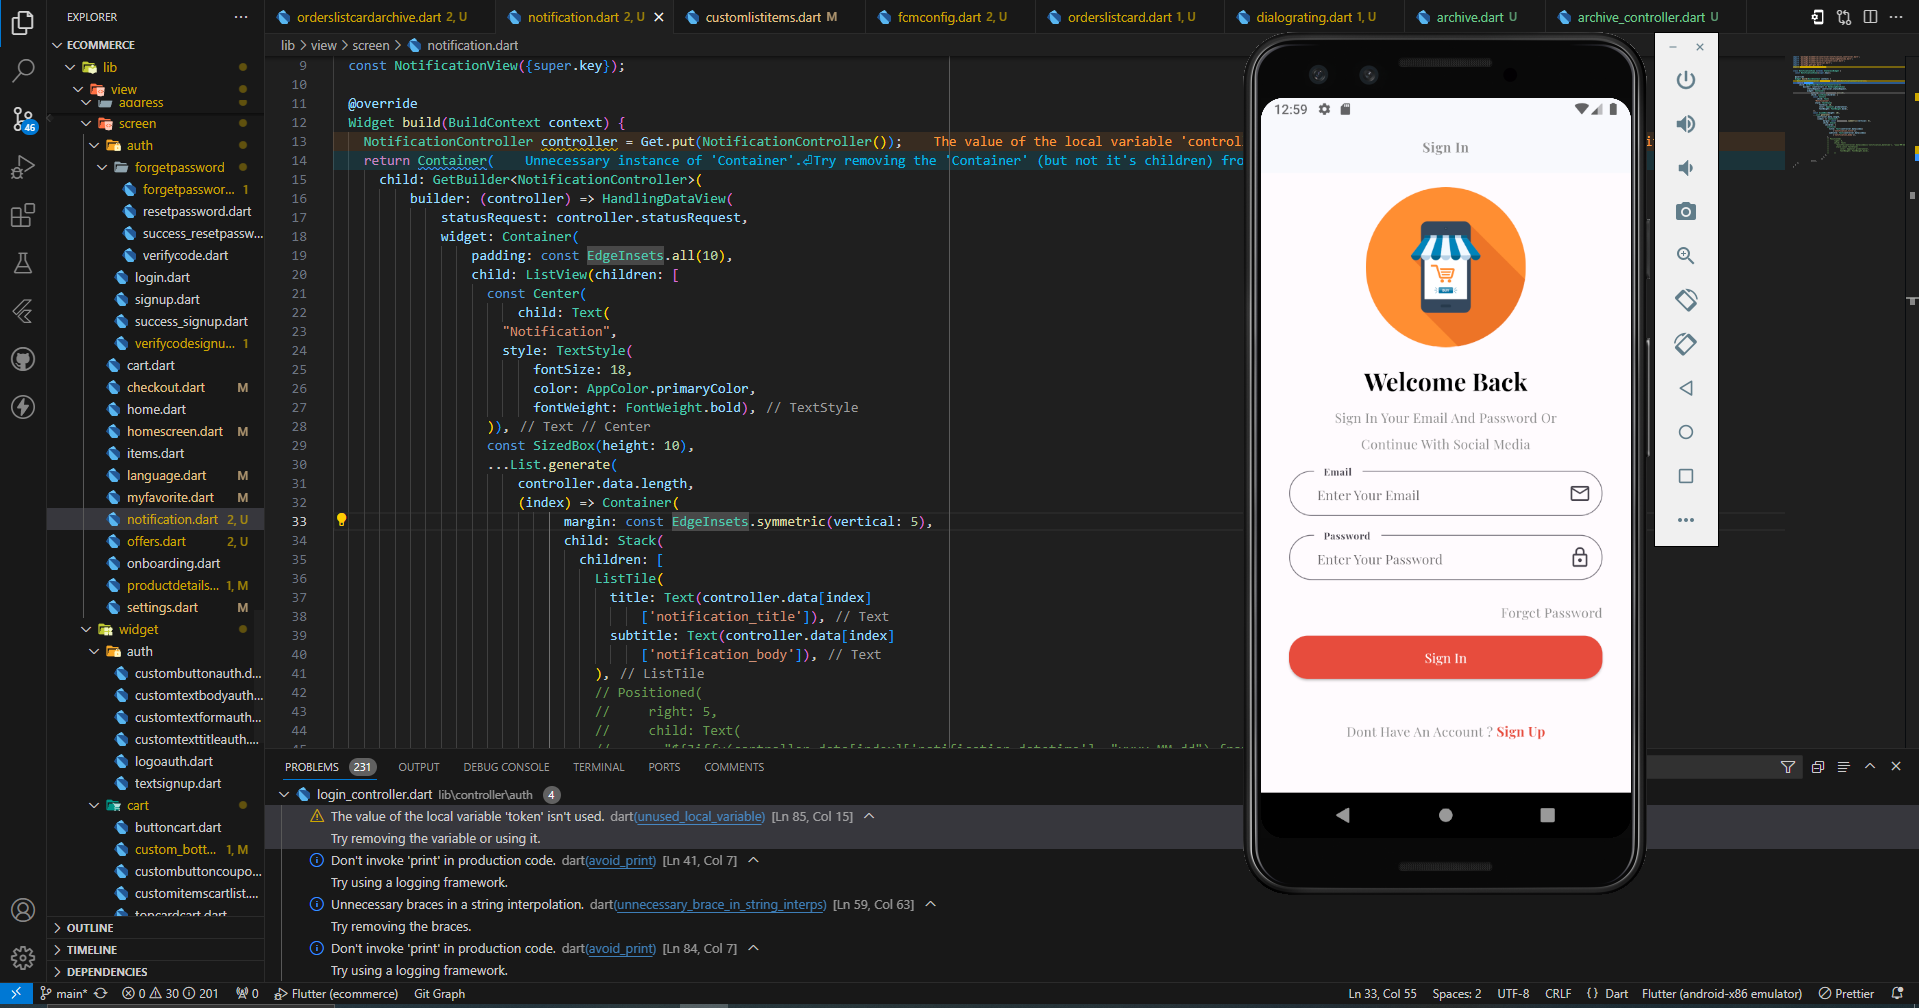 EXPLORER
ECOMMERCE
lib
view
address
screen
auth
forgetpassword
forgetpasswor... 1
resetpassword.dart
success_resetpassw...
verifycode.dart
login.dart
signup.dart
success_signup.dart
verifycodesignu... 1
cart.dart
checkout.dart M
home.dart
homescreen.dart M
items.dart
language.dart M
myfavorite.dart M
notification.dart 2, U
offers.dart 2, U
onboarding.dart
productdetails... 1, M
settings.dart M
widget
auth
custombuttonauth.d...
customtextbodyauth...
customtextformauth...
customtexttitleauth....
logoauth.dart
textsignup.dart
cart
buttoncart.dart
custom_bott... 1, M
custombuttoncoupo...
customitemscartlist....
topcardcart.dart
OUTLINE
TIMELINE
DEPENDENCIES
46
orderslistcardarchive.dart 2, U
notification.dart 2, U
customlistitems.dart M
fcmconfig.dart 2, U
orderslistcard.dart 1, U
dialograting.dart 1, U
archive.dart U
archive_controller.dart U
lib > view > screen > notification.dart
9 const NotificationView({super.key});
10
11 @override
12 Widget build(BuildContext context) {
13 NotificationController controller = Get.put(NotificationController()); The value of the local variable 'control
14 return Container( Unnecessary instance of 'Container'.⏎Try removing the 'Container' (but not it's children) fro
15 child: GetBuilder<NotificationController>(
16 builder: (controller) => HandlingDataView(
17 statusRequest: controller.statusRequest,
18 widget: Container(
19 padding: const EdgeInsets.all(10),
20 child: ListView(children: [
21 const Center(
22 child: Text(
23 "Notification",
24 style: TextStyle(
25 fontSize: 18,
26 color: AppColor.primaryColor,
27 fontWeight: FontWeight.bold), // TextStyle
28 )), // Text // Center
29 const SizedBox(height: 10),
30 ...List.generate(
31 controller.data.length,
32 (index) => Container(
33 margin: const EdgeInsets.symmetric(vertical: 5),
34 child: Stack(
35 children: [
36 ListTile(
37 title: Text(controller.data[index]
38 ['notification_title']), // Text
39 subtitle: Text(controller.data[index]
40 ['notification_body']), // Text
41 ), // ListTile
42 // Positioned(
43 // right: 5,
44 // child: Text(
PROBLEMS 231 OUTPUT DEBUG CONSOLE TERMINAL PORTS COMMENTS
login_controller.dart lib\controller\auth 4
The value of the local variable 'token' isn't used. dart(unused_local_variable) [Ln 85, Col 15]
Try removing the variable or using it.
Don't invoke 'print' in production code. dart(avoid_print) [Ln 41, Col 7]
Try using a logging framework.
Unnecessary braces in a string interpolation. dart(unnecessary_brace_in_string_interps) [Ln 59, Col 63]
Try removing the braces.
Don't invoke 'print' in production code. dart(avoid_print) [Ln 84, Col 7]
Try using a logging framework.
12:59
Sign In
Welcome Back
Sign In Your Email And Password Or
Continue With Social Media
Email
Enter Your Email
Password
Enter Your Password
Forget Password
Sign In
Dont Have An Account ? Sign Up
main* 0 30 201 0 Flutter (ecommerce) Git Graph
Ln 33, Col 55 Spaces: 2 UTF-8 CRLF { } Dart Flutter (android-x86 emulator) Prettier